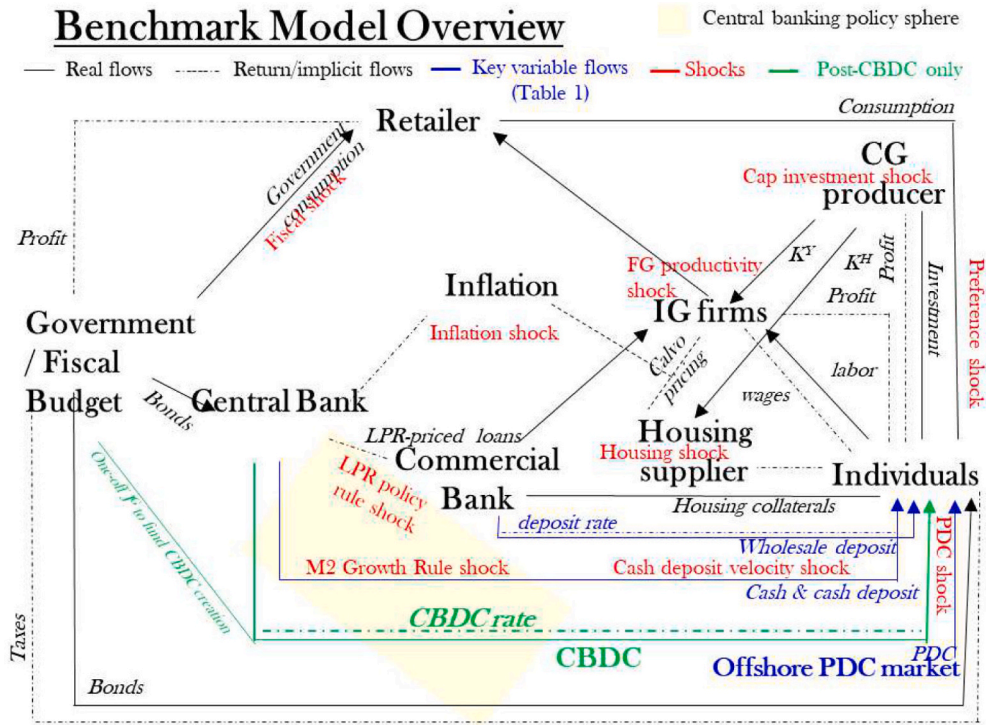 Benchmark Model Overview
Central banking policy sphere
Real flows
Return/implicit flows
Key variable flows
(Table 1)
Shocks
Post-CBDC only
Retailer
Consumption
CG
producer
Cap investment shock
Government
consumption
Fiscal shock
Profit
K^Y
K^H
Profit
Profit
Investment
Preference shock
FG productivity
shock
Inflation
IG firms
Inflation shock
Government
/ Fiscal
Budget
Calvo
pricing
labor
wages
Bonds
Central Bank
LPR-priced loans
Housing
supplier
Housing shock
Commercial
Bank
LPR policy
rule shock
Individuals
Housing collaterals
deposit rate
Wholesale deposit
PDC shock
One-off f^e to fund CBDC creation
M2 Growth Rule shock
Cash deposit velocity shock
Cash & cash deposit
CBDC rate
CBDC
PDC
Offshore PDC market
Taxes
Bonds